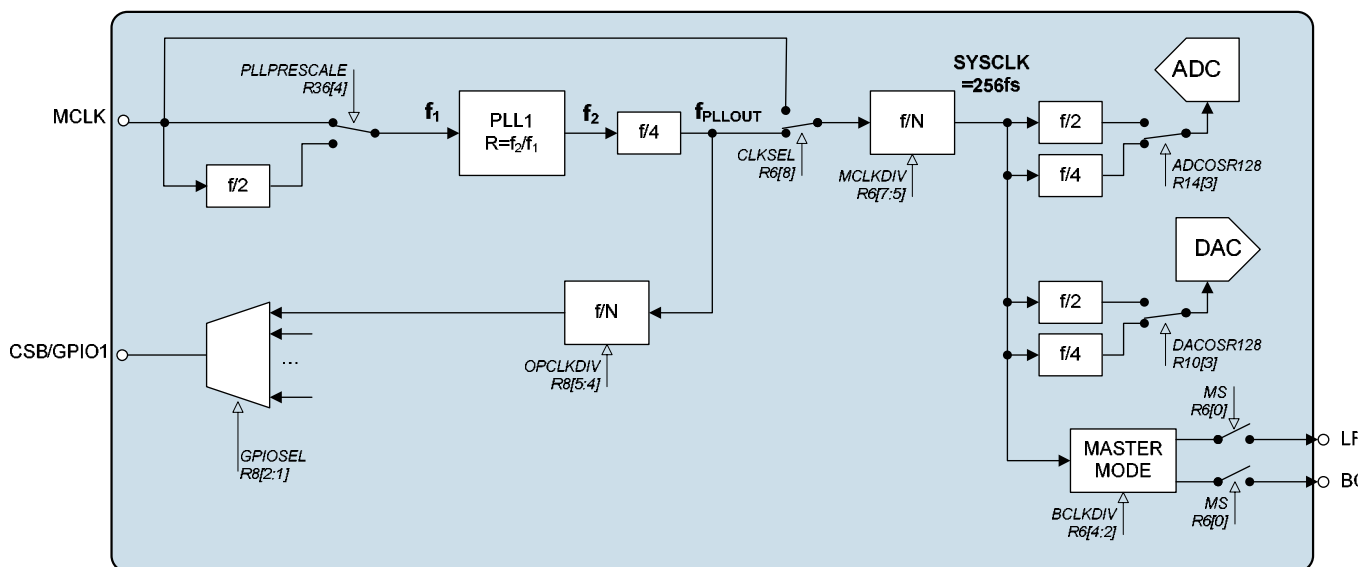 PLLPRESCALE
R36[4]
MCLK
f/2
f1
PLL1
R=f2/f1
f2
f/4
fPLLOUT
CLKSEL
R6[8]
f/N
MCLKDIV
R6[7:5]
SYSCLK
=256fs
f/2
f/4
ADC
ADCOSR128
R14[3]
DAC
f/2
f/4
DACOSR128
R10[3]
CSB/GPIO1
...
GPIOSEL
R8[2:1]
f/N
OPCLKDIV
R8[5:4]
MASTER
MODE
BCLKDIV
R6[4:2]
MS
R6[0]
MS
R6[0]